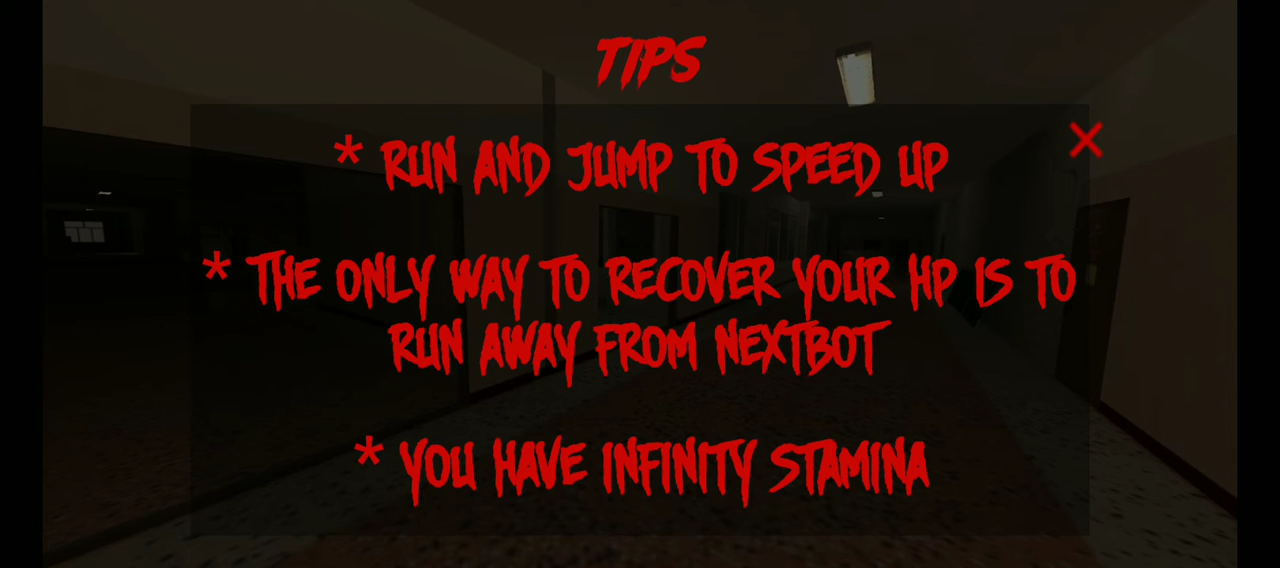 TIPS
* RUN AND JUMP TO SPEED UP
* THE ONLY WAY TO RECOVER YOUR HP IS TO
RUN AWAY FROM NEXTBOT
* YOU HAVE INFINITY STAMINA